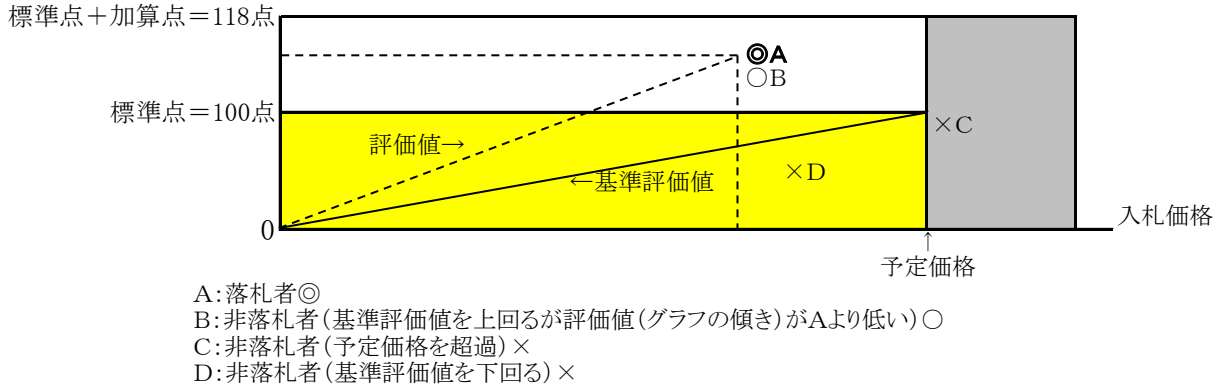 標準点＋加算点＝118点
◎A
○B
標準点＝100点
×C
評価値→
×D
←基準評価値
0
入札価格
↑
予定価格
A：落札者◎
B：非落札者（基準評価値を上回るが評価値（グラフの傾き）がAより低い）○
C：非落札者（予定価格を超過）×
D：非落札者（基準評価値を下回る）×